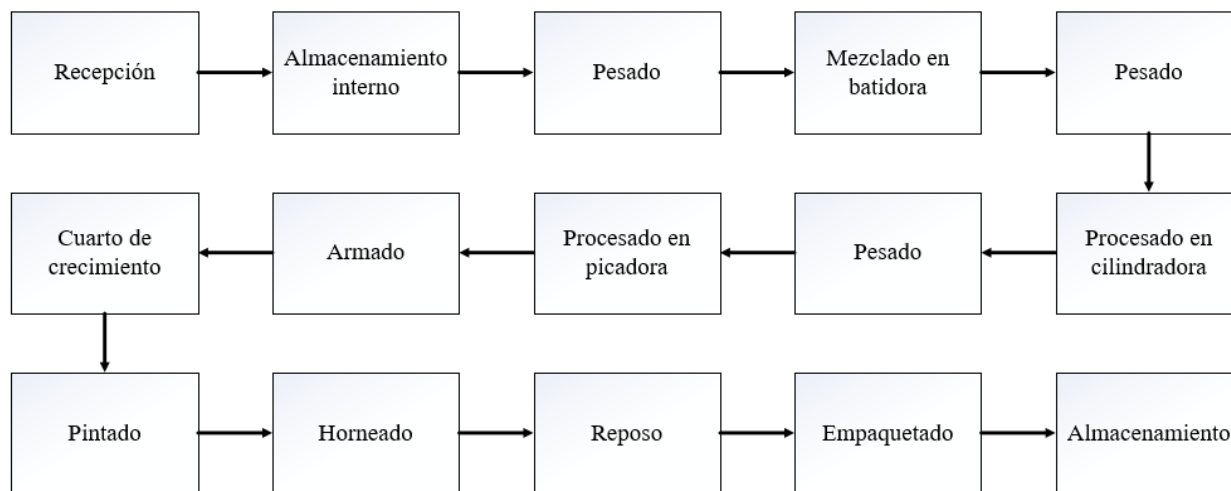 Recepción
Almacenamiento
interno
Pesado
Mezclado en
batidora
Pesado
Procesado en
cilindradora
Pesado
Procesado en
picadora
Armado
Cuarto de
crecimiento
Pintado
Horneado
Reposo
Empaquetado
Almacenamiento